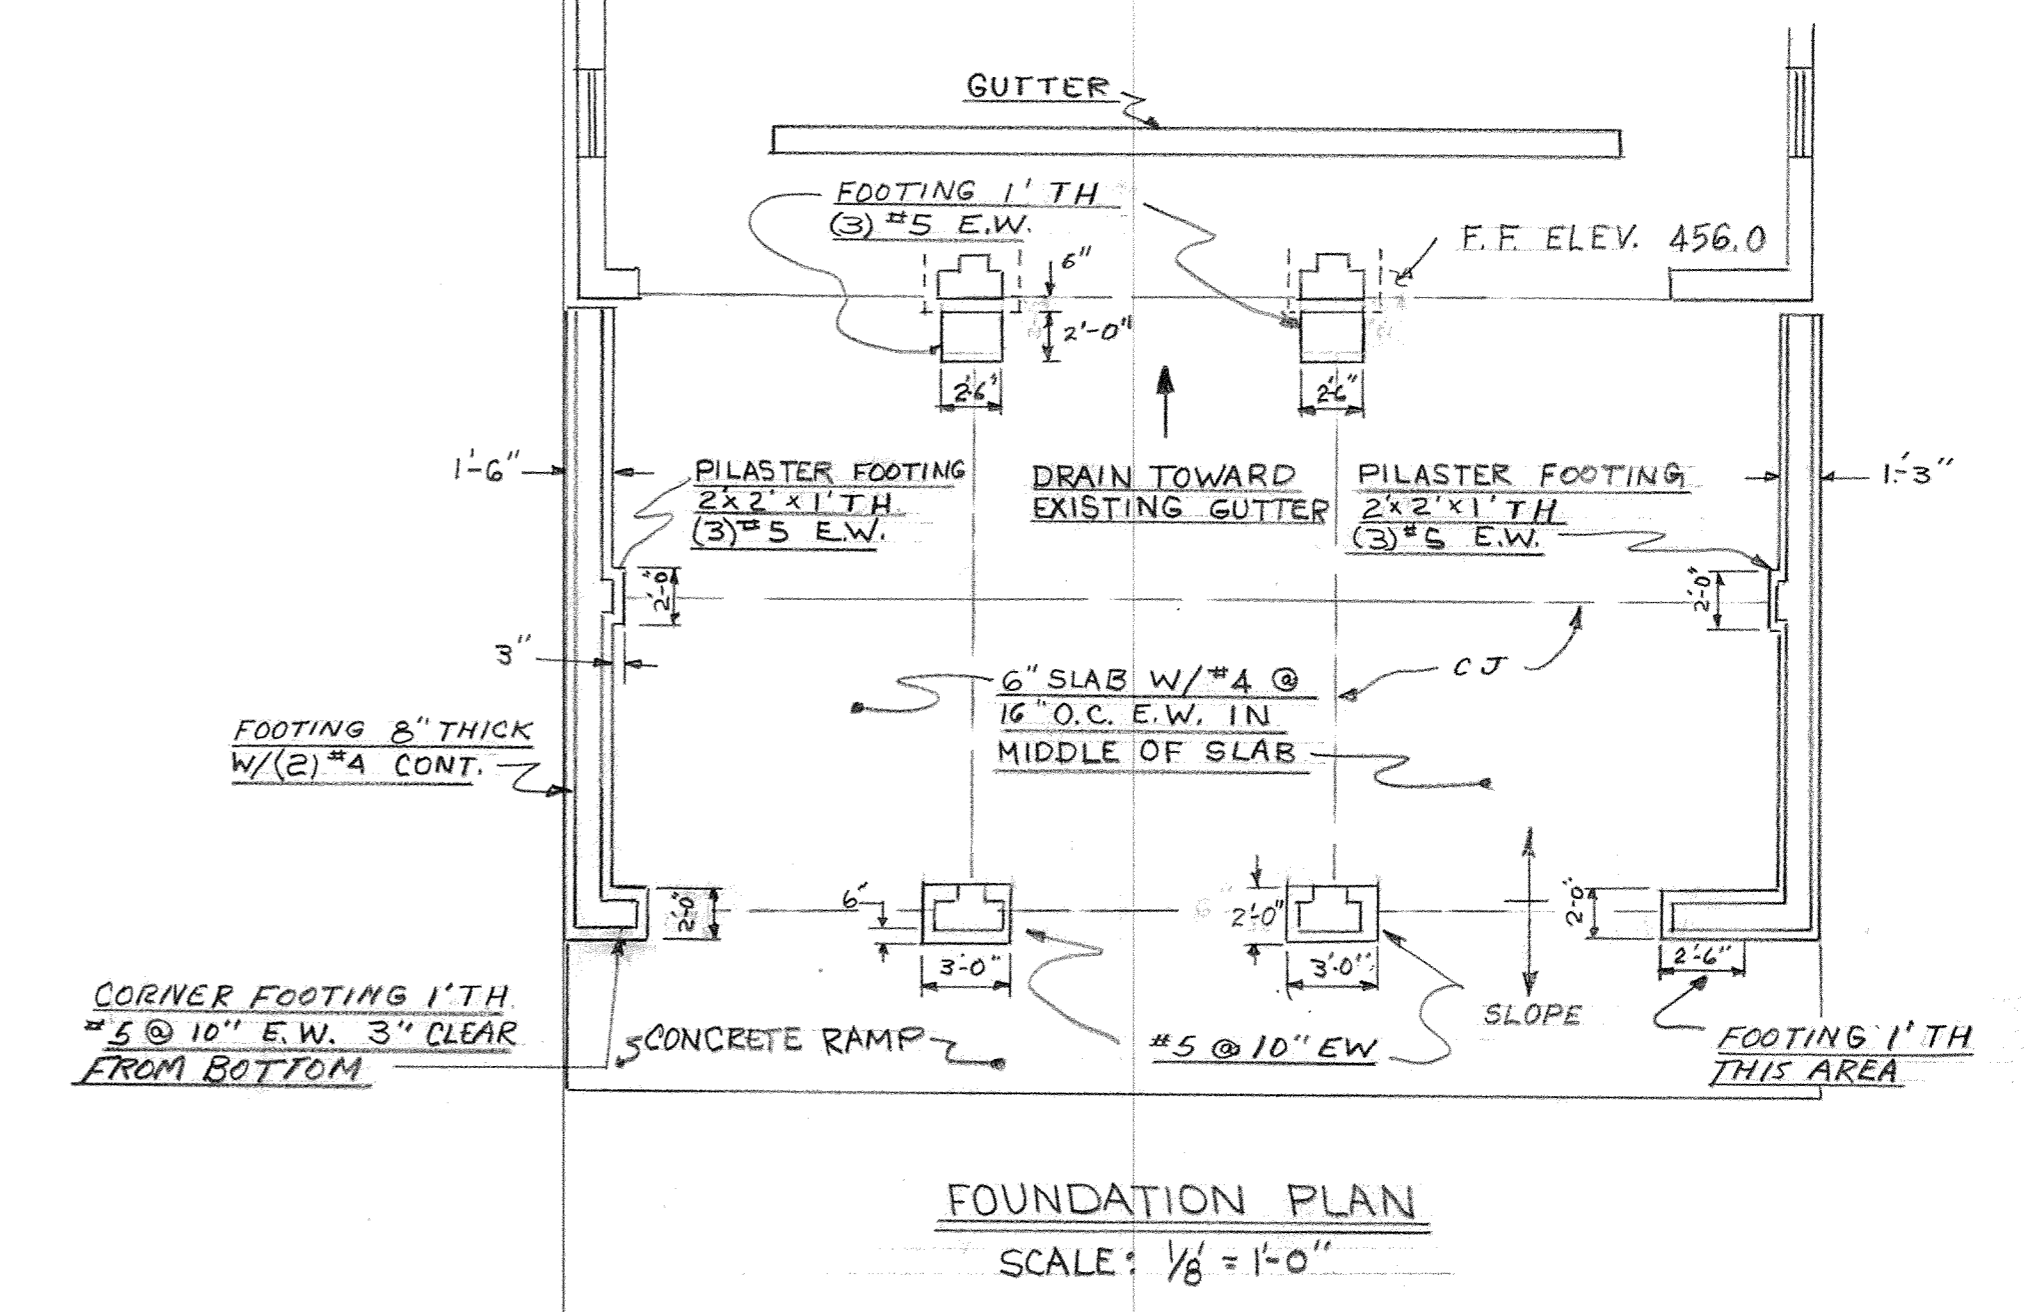 GUTTER
FOOTING 1' TH
(3) #5 E.W.
F.F. ELEV. 456.0
6"
2'-0"
2'-6"
2'-6"
1'-6"
PILASTER FOOTING
2'x2'x1' TH.
(3) #5 E.W.
DRAIN TOWARD
EXISTING GUTTER
PILASTER FOOTING
2'x2'x1' TH
(3) #5 E.W.
1'-3"
2'-0"
2'-0"
3"
CJ
6" SLAB W/ #4 @
16" O.C. E.W. IN
MIDDLE OF SLAB
FOOTING 8" THICK
W/(2) #4 CONT.
2'-0"
6"
2'-0"
2'-0"
3'-0"
3'-0"
2'-6"
SLOPE
CORNER FOOTING 1' TH.
#5 @ 10" E.W. 3" CLEAR
FROM BOTTOM
CONCRETE RAMP
#5 @ 10" EW
FOOTING 1' TH
THIS AREA
FOUNDATION PLAN
SCALE: 1/8' = 1'-0"